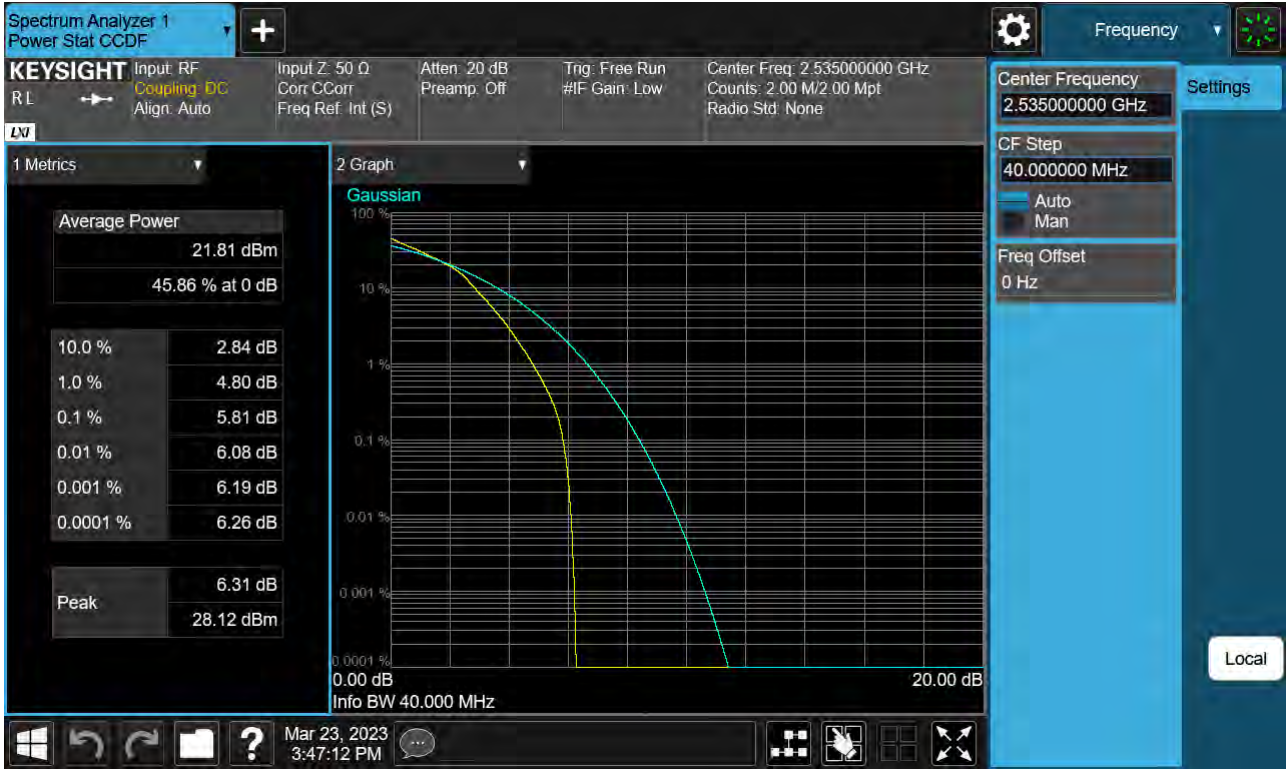 Spectrum Analyzer 1
Power Stat CCDF
Frequency
KEYSIGHT
R L
LXI
Input: RF
Coupling: DC
Align: Auto
Input Z: 50 Ω
Corr CCorr
Freq Ref: Int (S)
Atten: 20 dB
Preamp: Off
Trig: Free Run
#IF Gain: Low
Center Freq: 2.535000000 GHz
Counts: 2.00 M/2.00 Mpt
Radio Std: None
Center Frequency
2.535000000 GHz
Settings
CF Step
40.000000 MHz
Auto
Man
Freq Offset
0 Hz
Local
1 Metrics
Average Power
21.81 dBm
45.86 % at 0 dB
10.0 % 2.84 dB
1.0 % 4.80 dB
0.1 % 5.81 dB
0.01 % 6.08 dB
0.001 % 6.19 dB
0.0001 % 6.26 dB
Peak 6.31 dB
28.12 dBm
2 Graph
Gaussian
100 %
10 %
1 %
0.1 %
0.01 %
0.001 %
0.0001 %
0.00 dB 20.00 dB
Info BW 40.000 MHz
Mar 23, 2023
3:47:12 PM